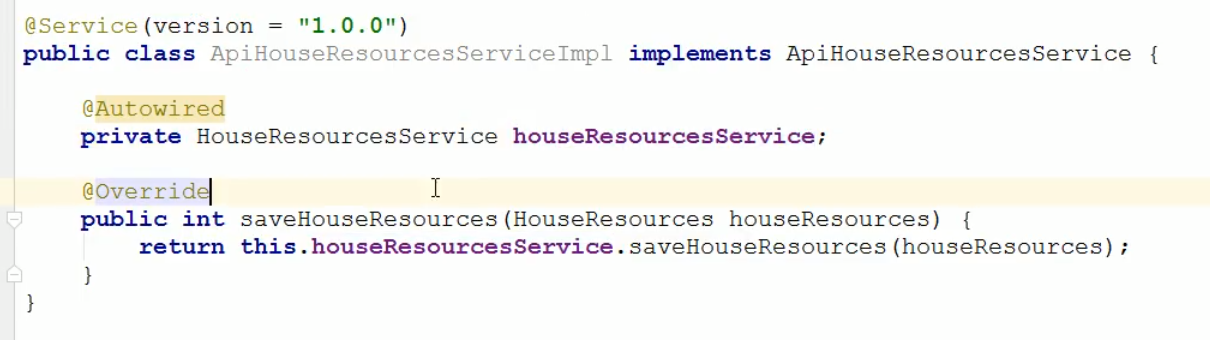 @Service(version = "1.0.0")
public class ApiHouseResourcesServiceImpl implements ApiHouseResourcesService {
@Autowired
private HouseResourcesService houseResourcesService;
@Override
public int saveHouseResources(HouseResources houseResources) {
return this.houseResourcesService.saveHouseResources(houseResources);
}
}